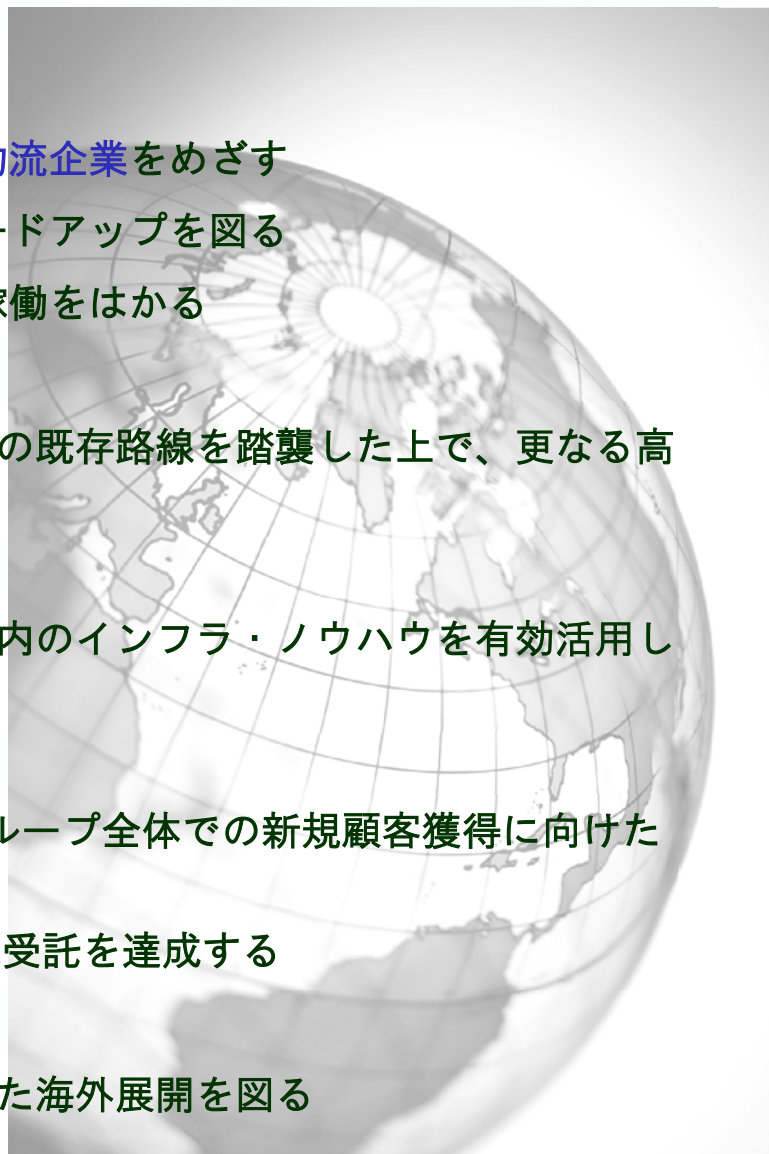 流企業をめざす
ードアップを図る
働をはかる
の既存路線を踏襲した上で、更なる高
内のインフラ・ノウハウを有効活用し
ループ全体での新規顧客獲得に向けた
受託を達成する
た海外展開を図る